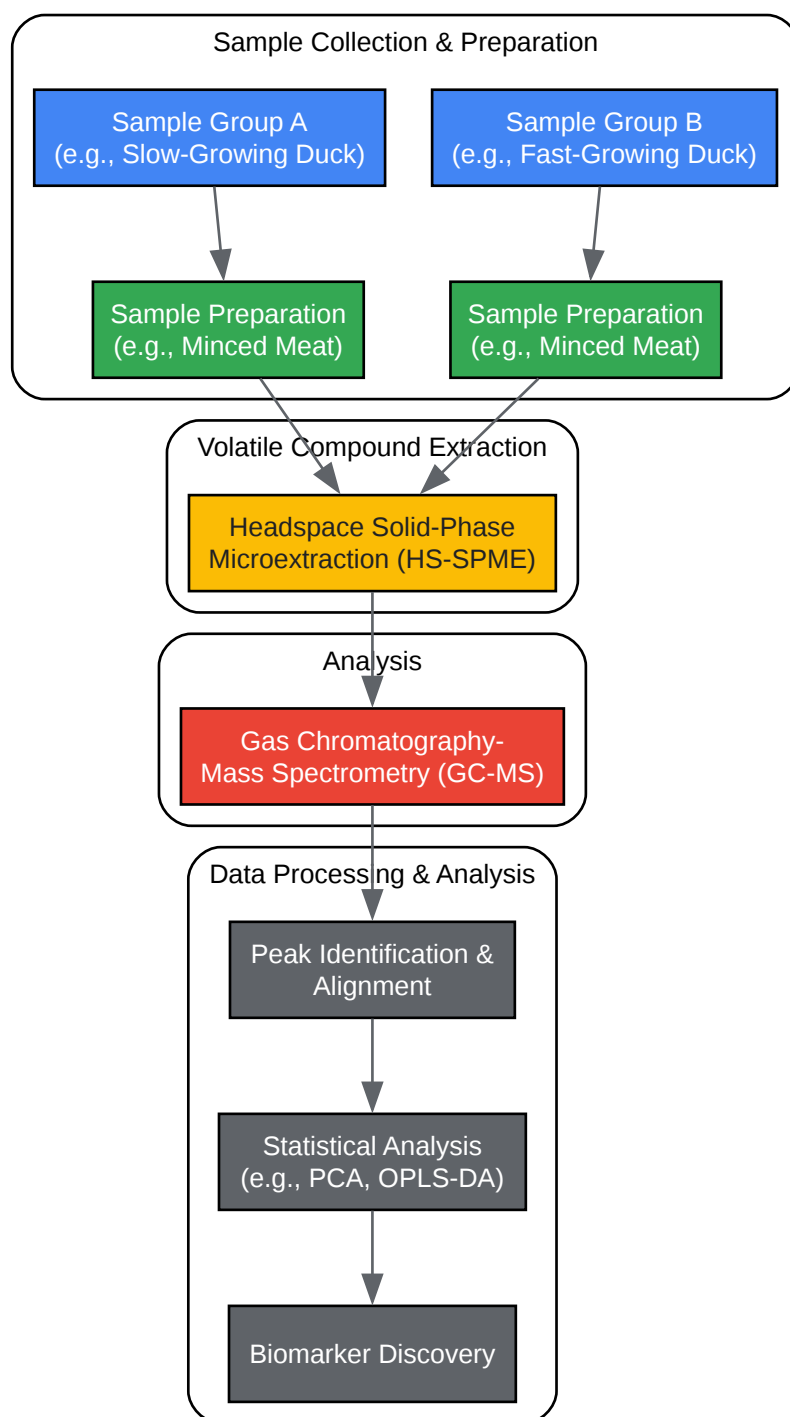 Sample Collection & Preparation
Sample Group A
(e.g., Slow-Growing Duck)
Sample Group B
(e.g., Fast-Growing Duck)
Sample Preparation
(e.g., Minced Meat)
Sample Preparation
(e.g., Minced Meat)
Volatile Compound Extraction
Headspace Solid-Phase
Microextraction (HS-SPME)
Analysis
Gas Chromatography-
Mass Spectrometry (GC-MS)
Data Processing & Analysis
Peak Identification &
Alignment
Statistical Analysis
(e.g., PCA, OPLS-DA)
Biomarker Discovery